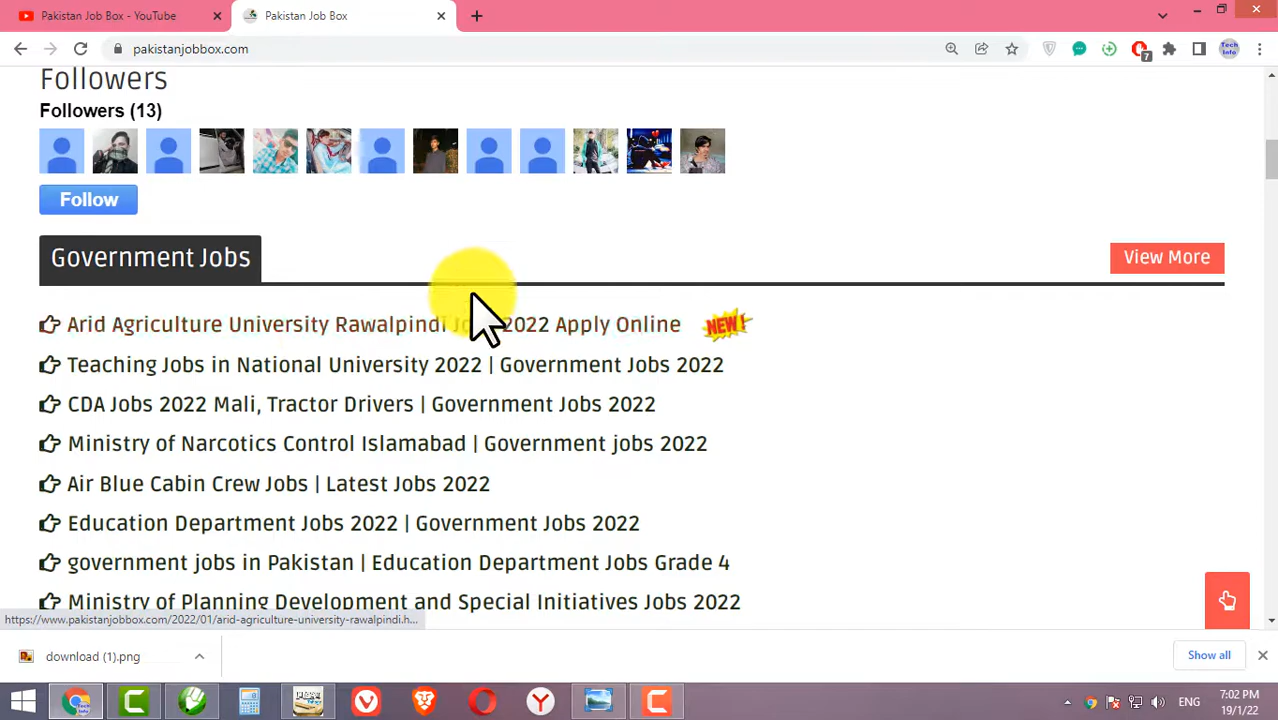 Pakistan Job Box - YouTube
Pakistan Job Box
pakistanjobbox.com
7
Tech
Info
Followers
Followers (13)
Follow
Government Jobs
View More
Arid Agriculture University Rawalpindi 2022 Apply Online
NEW!
Teaching Jobs in National University 2022 | Government Jobs 2022
CDA Jobs 2022 Mali, Tractor Drivers | Government Jobs 2022
Ministry of Narcotics Control Islamabad | Government jobs 2022
Air Blue Cabin Crew Jobs | Latest Jobs 2022
Education Department Jobs 2022 | Government Jobs 2022
government jobs in Pakistan | Education Department Jobs Grade 4
Ministry of Planning Development and Special Initiatives Jobs 2022
https://www.pakistanjobbox.com/2022/01/arid-agriculture-university-rawalpindi.h...
download (1).png
Show all
ENG
7:02 PM
19/1/22